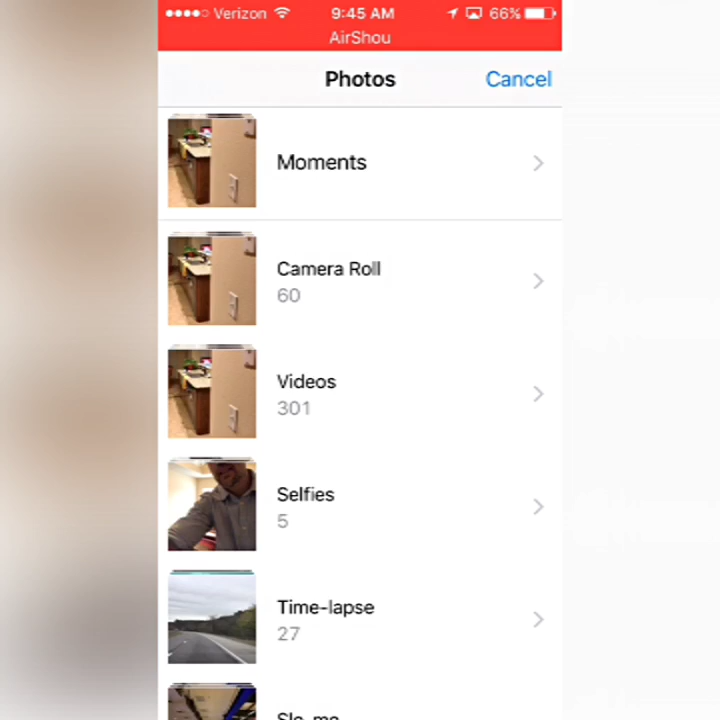 Verizon 9:45 AM 66%
AirShou
Photos Cancel
Moments
Camera Roll
60
Videos
301
Selfies
5
Time-lapse
27